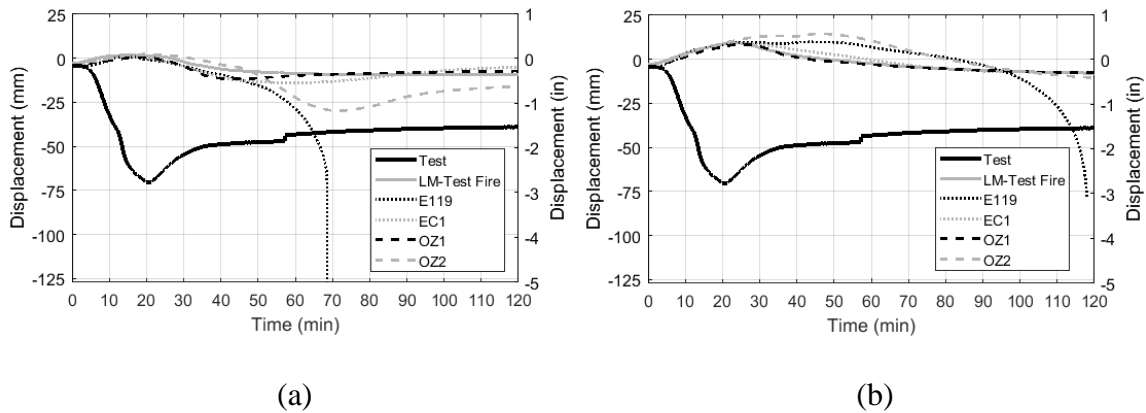 25
0
-25
-50
-75
-100
-125
Displacement (mm)
1
0
-1
-2
-3
-4
-5
Displacement (in)
0 10 20 30 40 50 60 70 80 90 100 110 120
Time (min)
Test
LM-Test Fire
E119
EC1
OZ1
OZ2
(a)
25
0
-25
-50
-75
-100
-125
Displacement (mm)
1
0
-1
-2
-3
-4
-5
Displacement (in)
0 10 20 30 40 50 60 70 80 90 100 110 120
Time (min)
Test
LM-Test Fire
E119
EC1
OZ1
OZ2
(b)